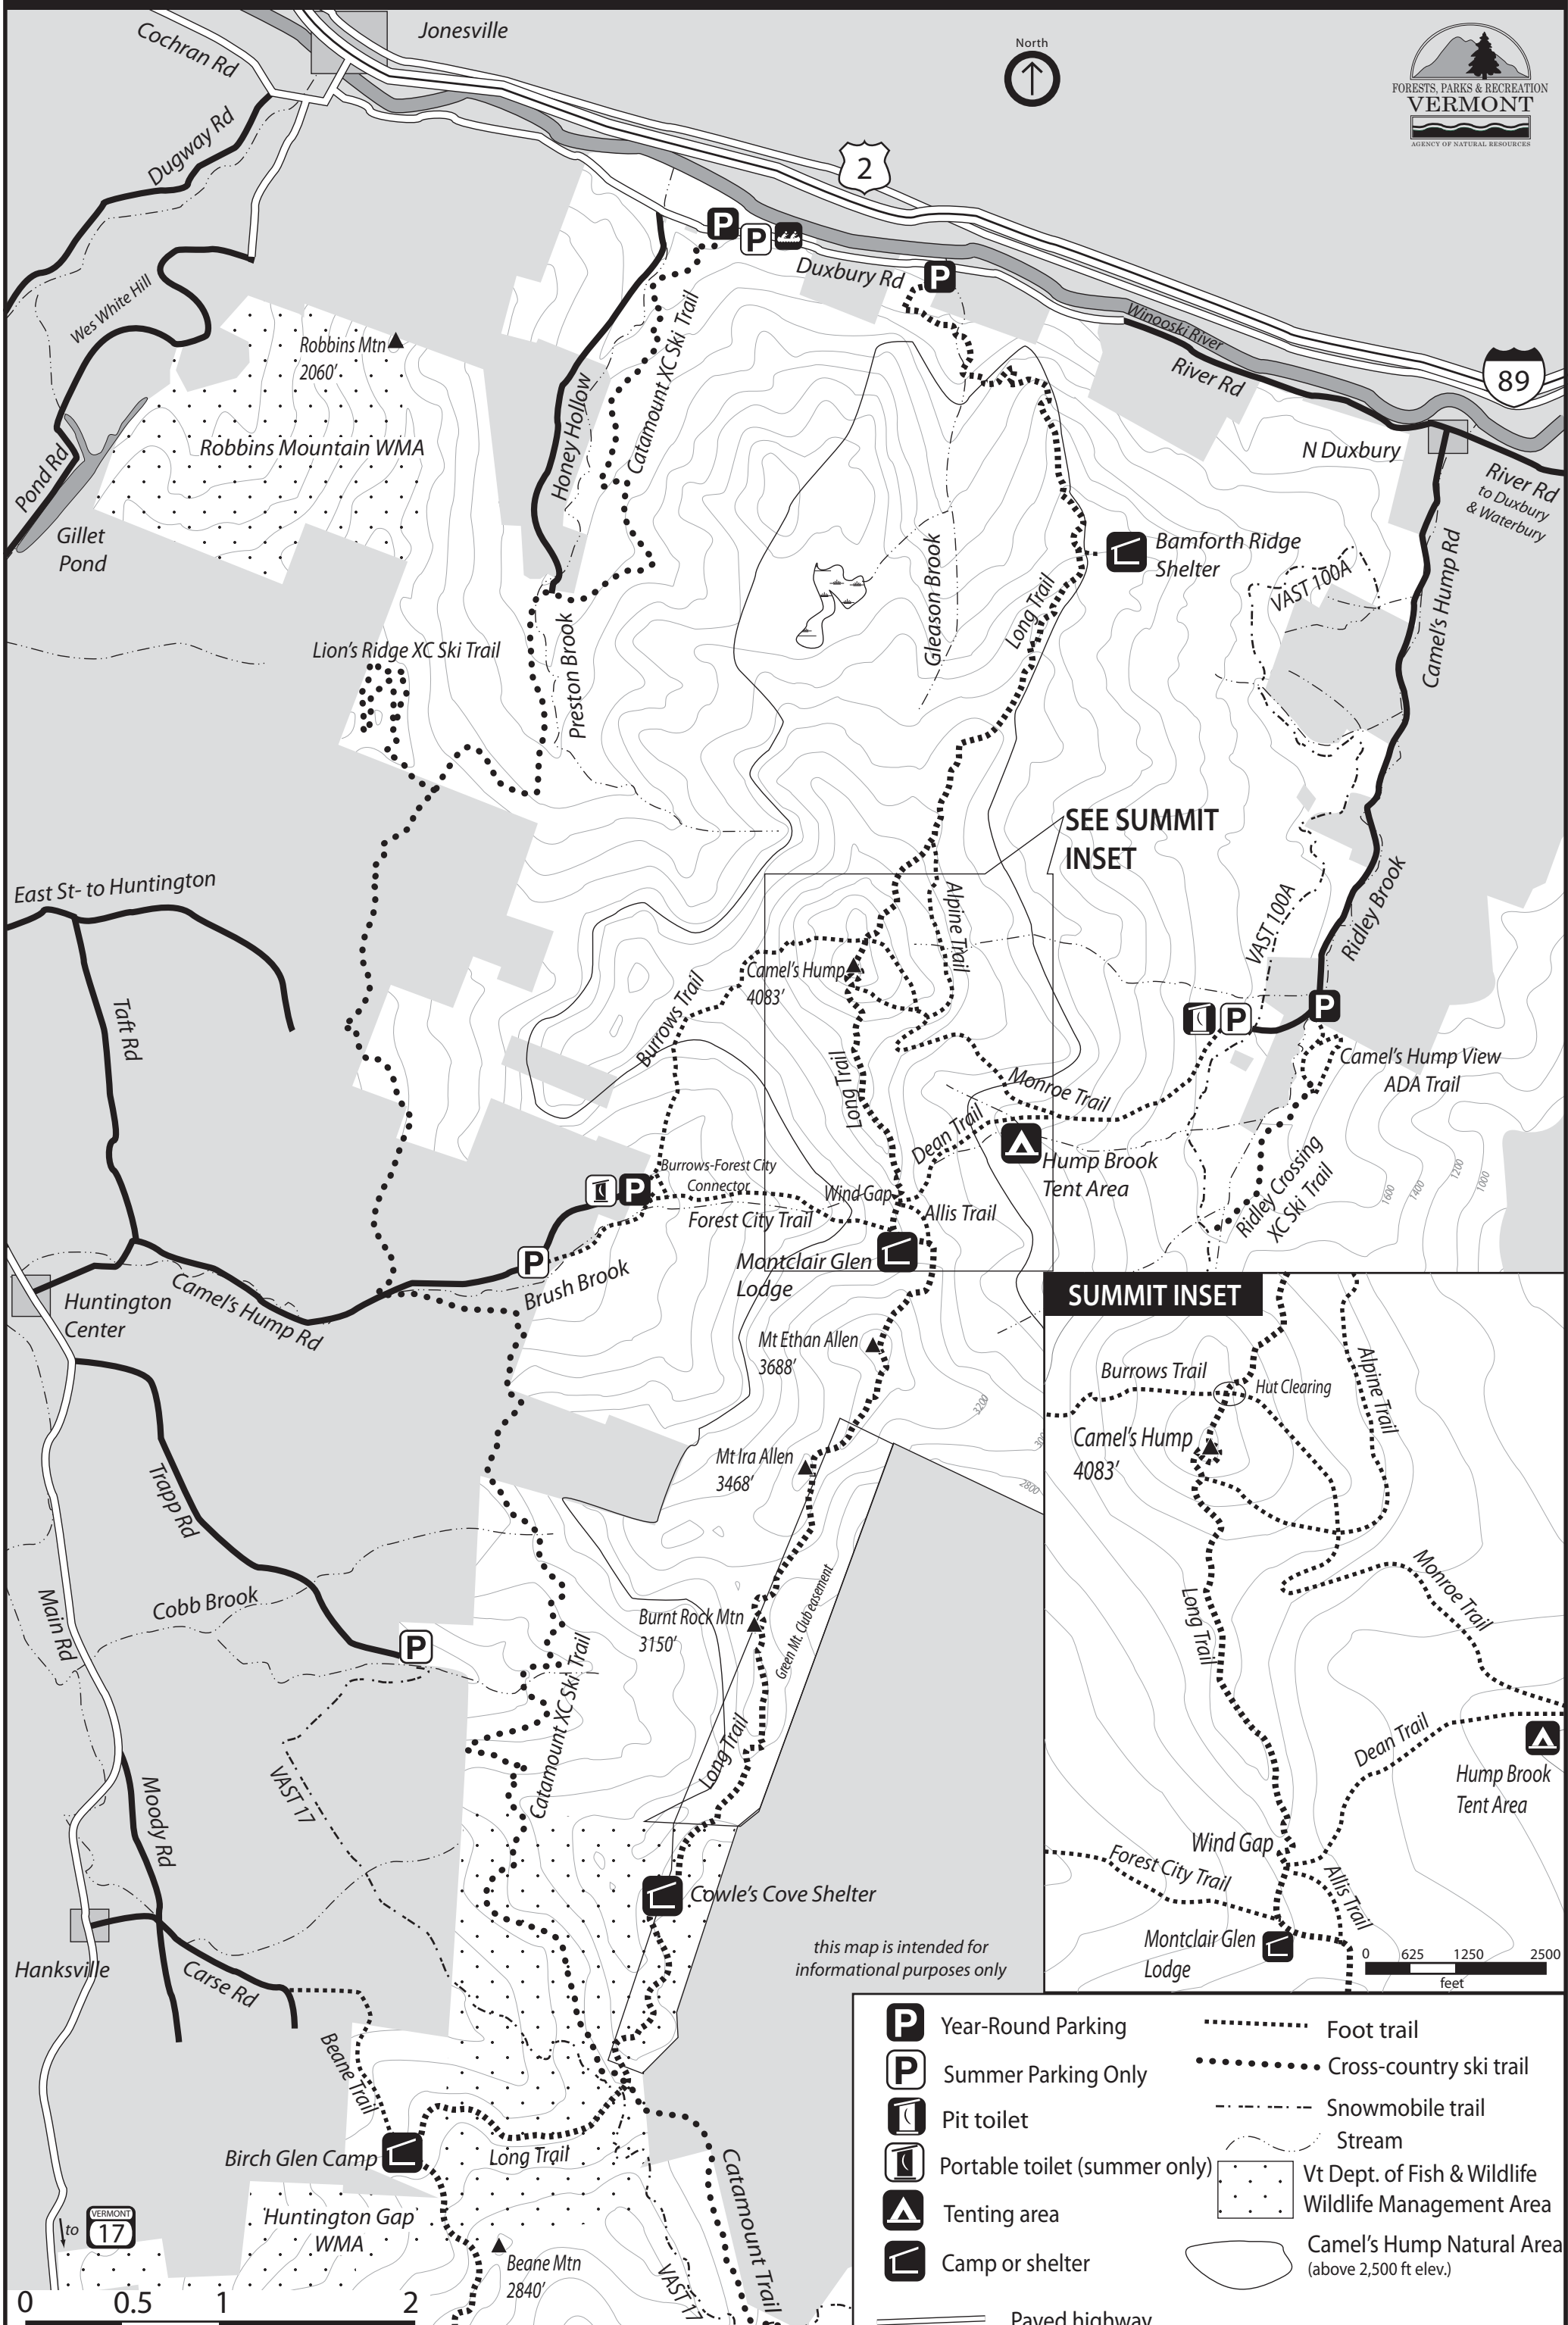 Jonesville
Cochran Rd
North
FORESTS, PARKS & RECREATION
VERMONT
AGENCY OF NATURAL RESOURCES
Dugway Rd
2
P
P
Duxbury Rd
P
Wes White Hill
Winooski River
River Rd
89
Robbins Mtn
2060'
Catamount XC Ski Trail
Honey Hollow
Robbins Mountain WMA
N Duxbury
River Rd
to Duxbury
& Waterbury
Pond Rd
Gillet
Pond
Bamforth Ridge
Shelter
Gleason Brook
Long Trail
VAST 100A
Camel's Hump Rd
Lion's Ridge XC Ski Trail
Preston Brook
SEE SUMMIT
INSET
East St- to Huntington
Alpine Trail
VAST 100A
Ridley Brook
Camel's Hump
4083'
Burrows Trail
Taft Rd
P
P
Long Trail
Camel's Hump View
ADA Trail
Monroe Trail
Dean Trail
Hump Brook
Tent Area
Burrows-Forest City
Connector
P
Wind Gap
Forest City Trail
Allis Trail
Ridley Crossing
XC Ski Trail
1600
1400
1200
1000
Montclair Glen
Lodge
P
Brush Brook
Camel's Hump Rd
Huntington
Center
Mt Ethan Allen
3688'
3200
300
2800
Mt Ira Allen
3468'
Trapp Rd
Cobb Brook
Main Rd
P
Burnt Rock Mtn
3150'
Green Mt. Club easement
Catamount XC Ski Trail
Long Trail
VAST 17
Moody Rd
Cowle's Cove Shelter
Hanksville
Carse Rd
Beane Trail
this map is intended for
informational purposes only
Birch Glen Camp
Long Trail
Catamount Trail
Huntington Gap
WMA
to
VERMONT
17
Beane Mtn
2840'
VAST 17
0 0.5 1 2
SUMMIT INSET
Burrows Trail
Hut Clearing
Alpine Trail
Camel's Hump
4083'
Monroe Trail
Long Trail
Dean Trail
Hump Brook
Tent Area
Wind Gap
Forest City Trail
Allis Trail
Montclair Glen
Lodge
0 625 1250 2500
feet
P Year-Round Parking
P Summer Parking Only
Pit toilet
Portable toilet (summer only)
Tenting area
Camp or shelter
Paved highway
Foot trail
Cross-country ski trail
Snowmobile trail
Stream
Vt Dept. of Fish & Wildlife
Wildlife Management Area
Camel's Hump Natural Area
(above 2,500 ft elev.)